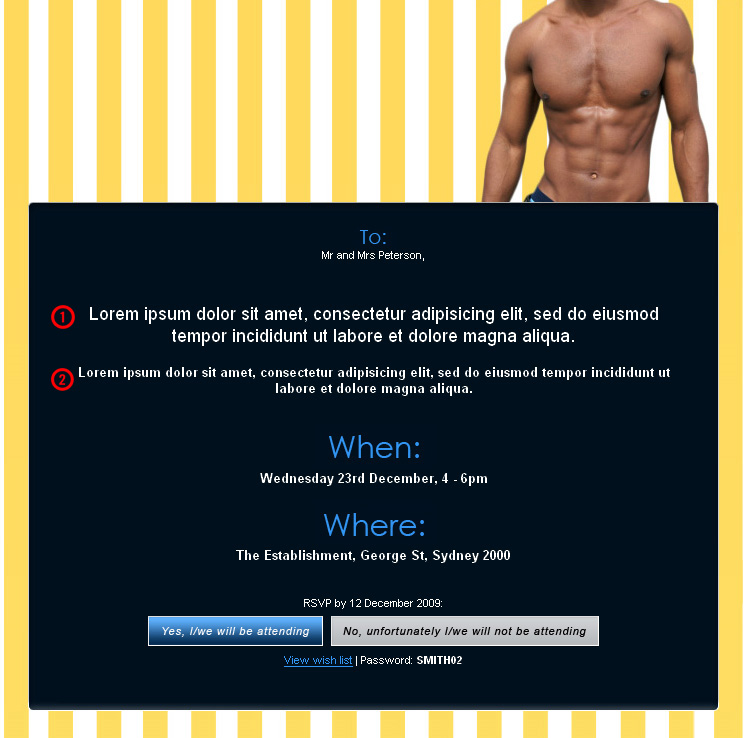 To:
Mr and Mrs Peterson,
1 Lorem ipsum dolor sit amet, consectetur adipisicing elit, sed do eiusmod
tempor incididunt ut labore et dolore magna aliqua.
2 Lorem ipsum dolor sit amet, consectetur adipisicing elit, sed do eiusmod tempor incididunt ut
labore et dolore magna aliqua.
When:
Wednesday 23rd December, 4 - 6pm
Where:
The Establishment, George St, Sydney 2000
RSVP by 12 December 2009:
Yes, I/we will be attending No, unfortunately I/we will not be attending
View wish list | Password: SMITH02